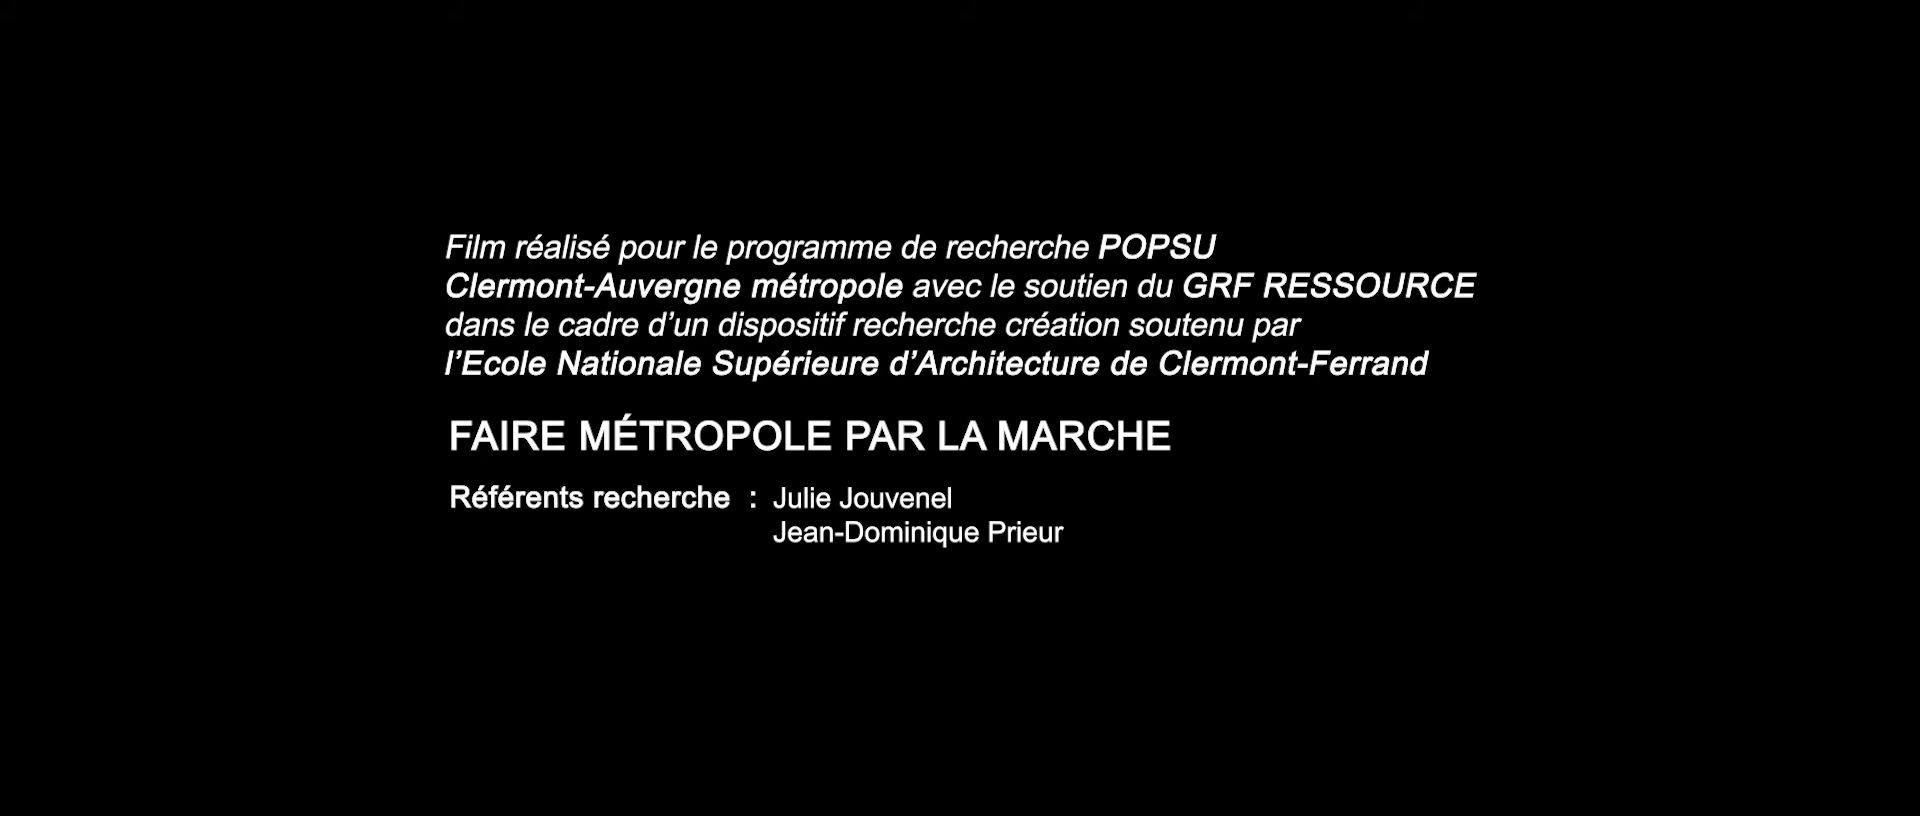 Film réalisé pour le programme de recherche POPSU
Clermont-Auvergne métropole avec le soutien du GRF RESSOURCE
dans le cadre d’un dispositif recherche création soutenu par
l’Ecole Nationale Supérieure d’Architecture de Clermont-Ferrand
FAIRE MÉTROPOLE PAR LA MARCHE
Référents recherche : Julie Jouvenel
Jean-Dominique Prieur